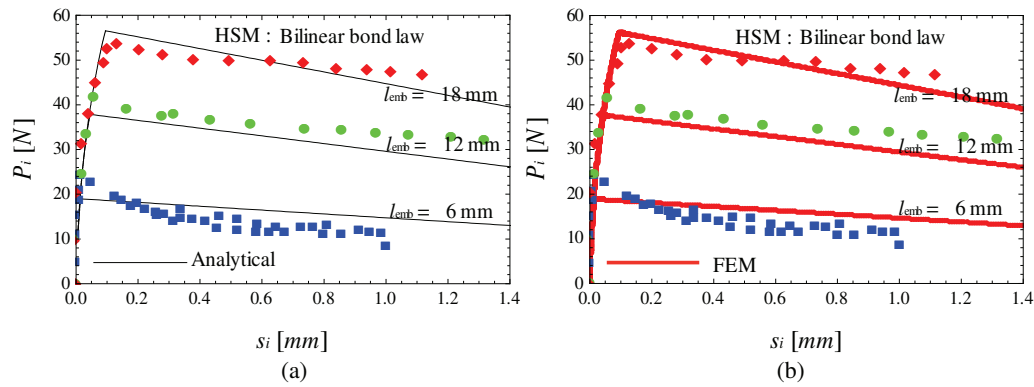 60
50
40
30
20
10
0
P_i [N]
HSM : Bilinear bond law
l_emb = 18 mm
l_emb = 12 mm
l_emb = 6 mm
Analytical
0.0 0.2 0.4 0.6 0.8 1.0 1.2 1.4
s_i [mm]
(a)
60
50
40
30
20
10
0
P_i [N]
HSM : Bilinear bond law
l_emb = 18 mm
l_emb = 12 mm
l_emb = 6 mm
FEM
0.0 0.2 0.4 0.6 0.8 1.0 1.2 1.4
s_i [mm]
(b)